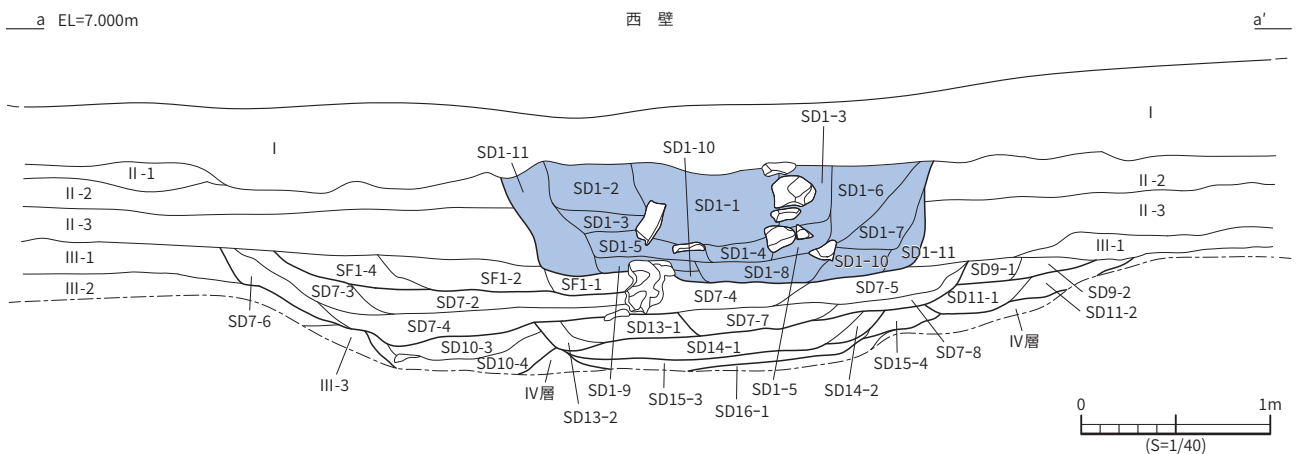 a EL=7.000m 西 壁 a′
I
I
SD1-3
SD1-10
SD1-11
II-1
II-2
II-3
III-1
III-2
SD1-2
SD1-3
SD1-5
SD1-1
SD1-4
SD1-8
SD1-6
SD1-7
SD1-10
SD1-11
II-2
II-3
III-1
SF1-4
SF1-2
SF1-1
SD7-3
SD7-2
SD7-4
SD7-5
SD9-1
SD9-2
SD11-1
SD11-2
SD7-6
SD7-4
SD13-1
SD7-7
SD10-3
SD10-4
SD14-1
III-3
IV層
SD13-2
SD1-9
SD15-3
SD16-1
SD1-5
SD14-2
SD15-4
SD7-8
IV層
0 1m
(S=1/40)